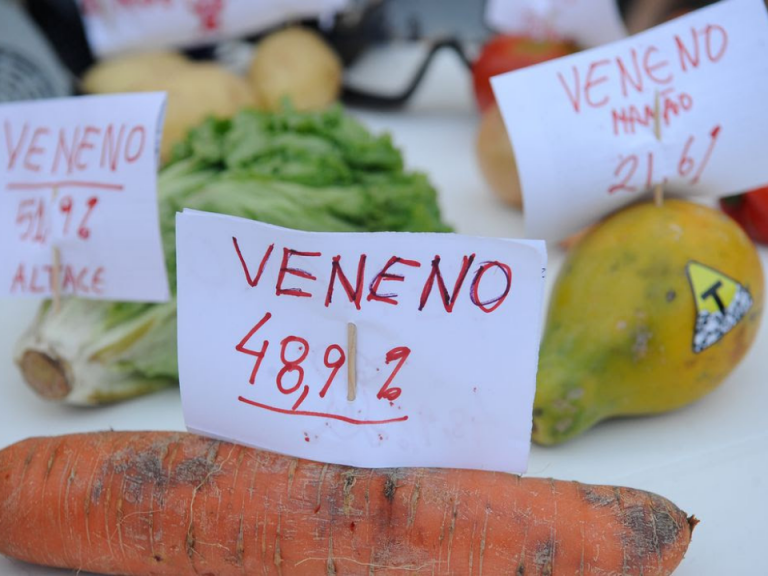 VENENO
51,9%
ALFACE
VENENO
48,9%
VENENO
MAMÃO
21,6%
T